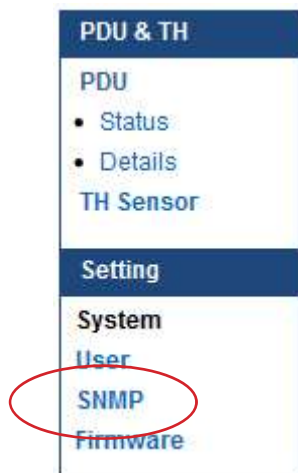 PDU & TH
PDU
• Status
• Details
TH Sensor
Setting
System
User
SNMP
Firmware